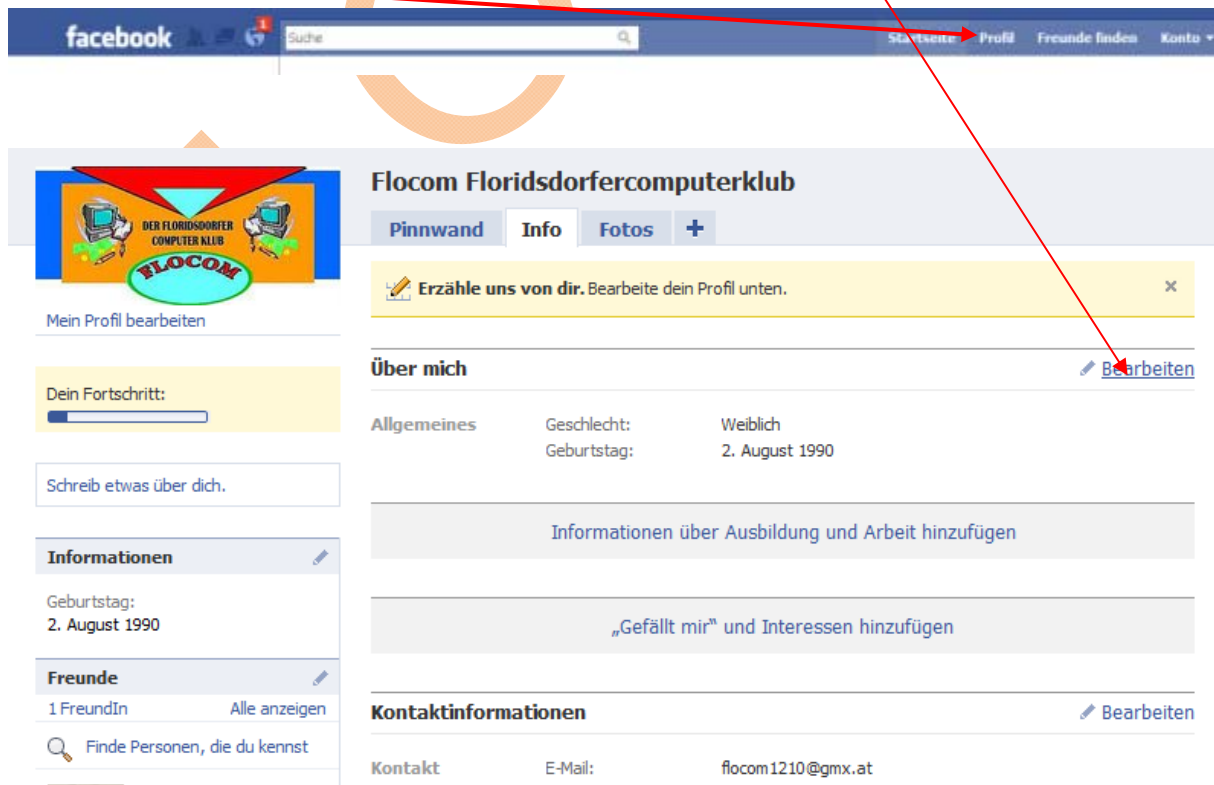 facebook 1 Suche Startseite Profil Freunde finden Konto
DER FLORIDSDORFER
COMPUTER KLUB
FLOCOM
Mein Profil bearbeiten
Dein Fortschritt:
Schreib etwas über dich.
Informationen
Geburtstag:
2. August 1990
Freunde
1 FreundIn Alle anzeigen
Finde Personen, die du kennst
Flocom Floridsdorfercomputerklub
Pinnwand Info Fotos +
Erzähle uns von dir. Bearbeite dein Profil unten. ×
Über mich Bearbeiten
Allgemeines Geschlecht: Weiblich
Geburtstag: 2. August 1990
Informationen über Ausbildung und Arbeit hinzufügen
„Gefällt mir“ und Interessen hinzufügen
Kontaktinformationen Bearbeiten
Kontakt E-Mail: flocom1210@gmx.at